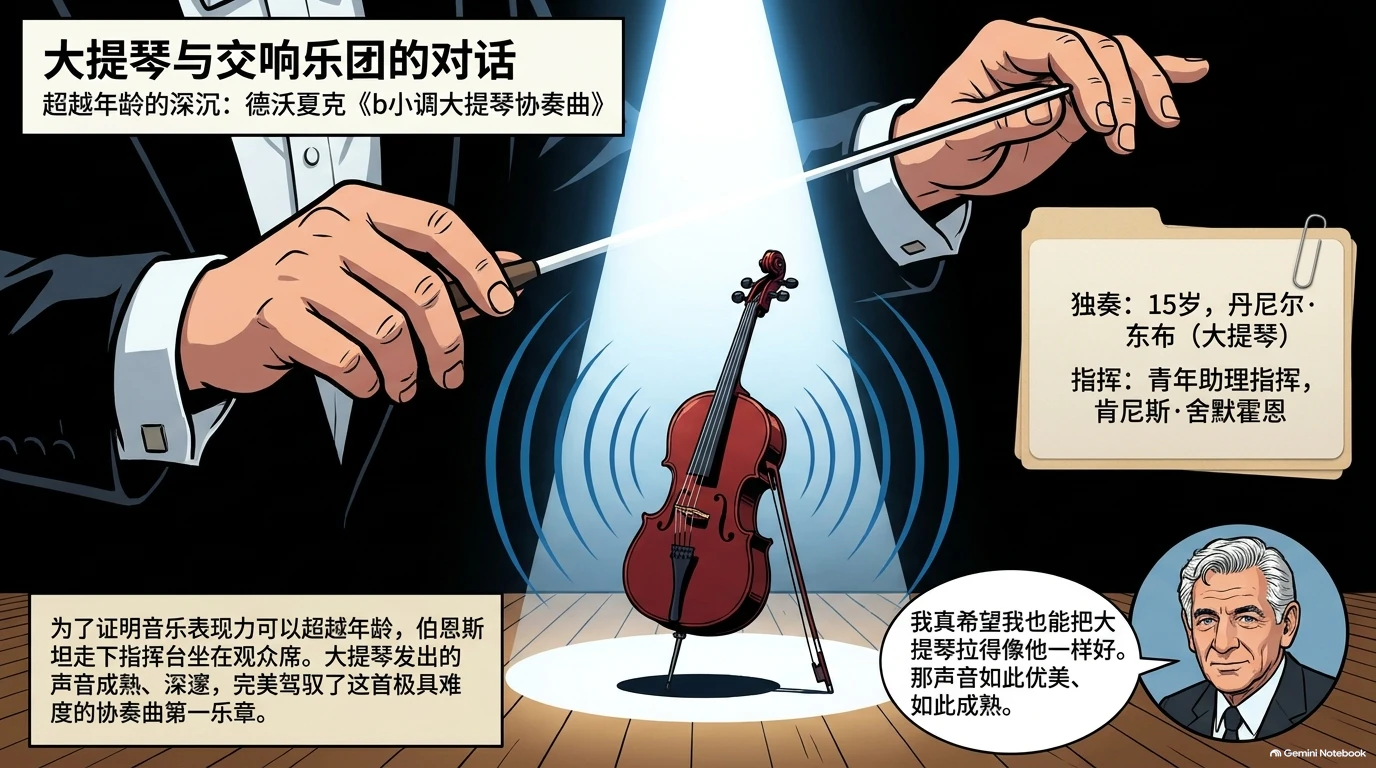 大提琴与交响乐团的对话
超越年龄的深沉：德沃夏克《b小调大提琴协奏曲》
独奏：15岁，丹尼尔·
东布（大提琴）
指挥：青年助理指挥，
肯尼斯·舍默霍恩
为了证明音乐表现力可以超越年龄，伯恩斯
坦走下指挥台坐在观众席。大提琴发出的
声音成熟、深邃，完美驾驭了这首极具难
度的协奏曲第一乐章。
我真希望我也能把大
提琴拉得像他一样好。
那声音如此优美、
如此成熟。
Gemini Notebook